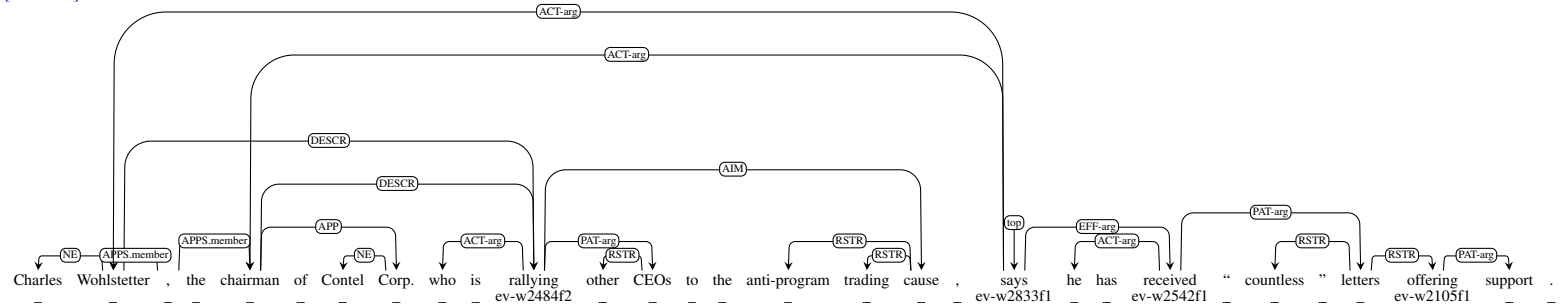 ACT-arg
ACT-arg
DESCR
AIM
DESCR
PAT-arg
APP top EFF-arg
APPS.member ACT-arg PAT-arg RSTR ACT-arg RSTR
NE APPS.member NE RSTR RSTR RSTR PAT-arg
Charles Wohlstetter , the chairman of Contel Corp. who is rallying other CEOs to the anti-program trading cause , says he has received “ countless ” letters offering support .
ev-w2484f2 ev-w2833f1 ev-w2542f1 ev-w2105f1
_ _ _ _ _ _ _ _ _ _ _ _ _ _ _ _ _ _ _ _ _ _ _ _ _ _ _ _ _ _ _